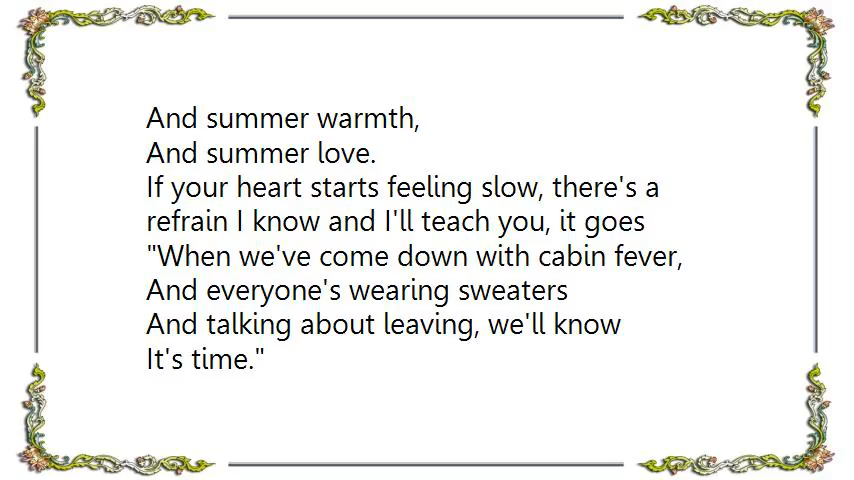 And summer warmth,
And summer love.
If your heart starts feeling slow, there's a
refrain I know and I'll teach you, it goes
"When we've come down with cabin fever,
And everyone's wearing sweaters
And talking about leaving, we'll know
It's time."